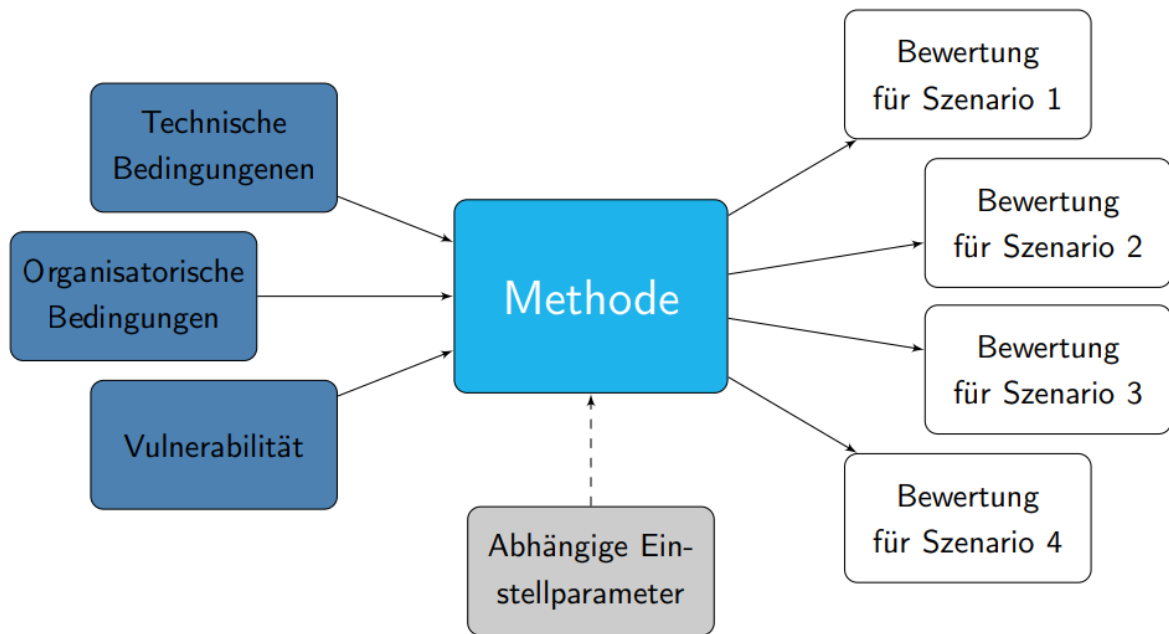 Technische
Bedingungenen
Organisatorische
Bedingungen
Vulnerabilität
Methode
Abhängige Ein-
stellparameter
Bewertung
für Szenario 1
Bewertung
für Szenario 2
Bewertung
für Szenario 3
Bewertung
für Szenario 4